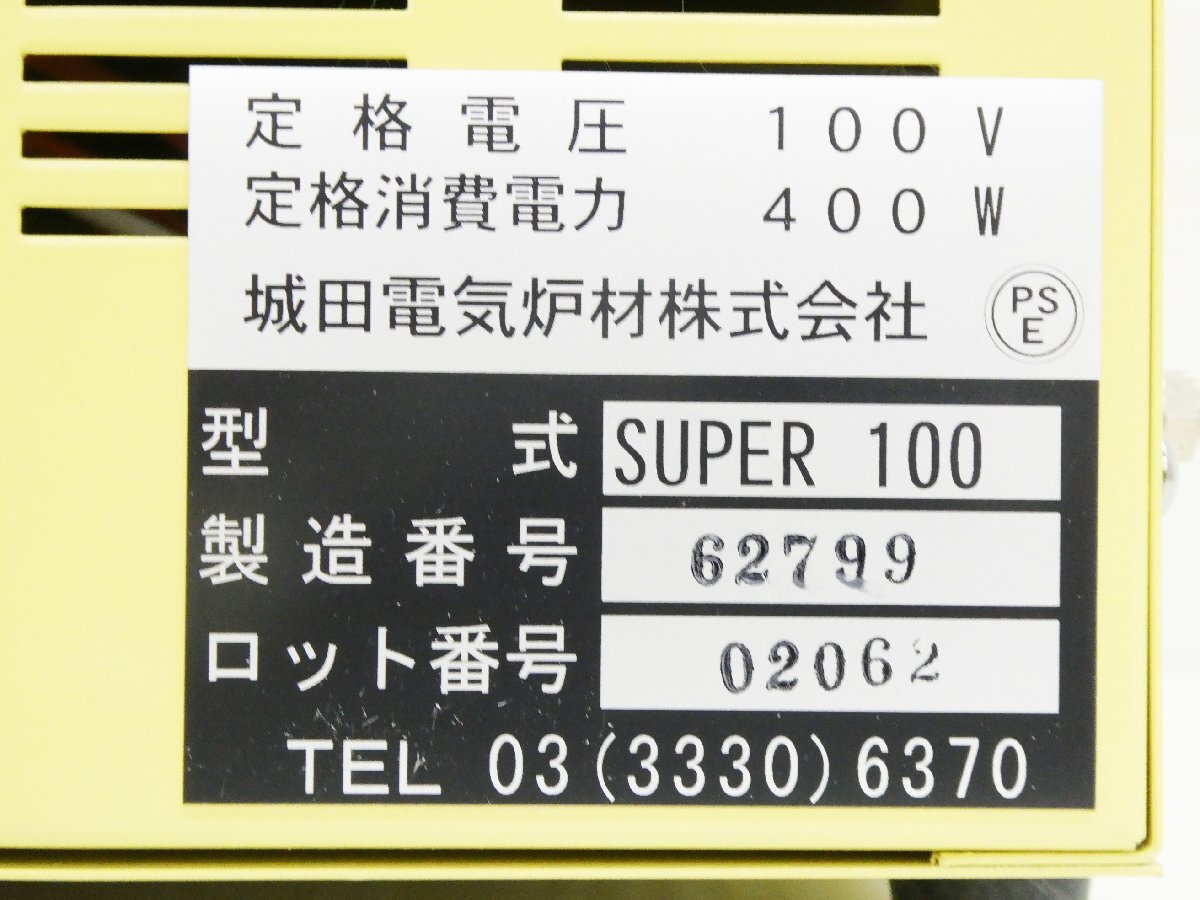 定格電圧 100V
定格消費電力 400W
城田電気炉材株式会社 PSE
型式 SUPER 100
製造番号 62799
ロット番号 02062
TEL 03(3330)6370